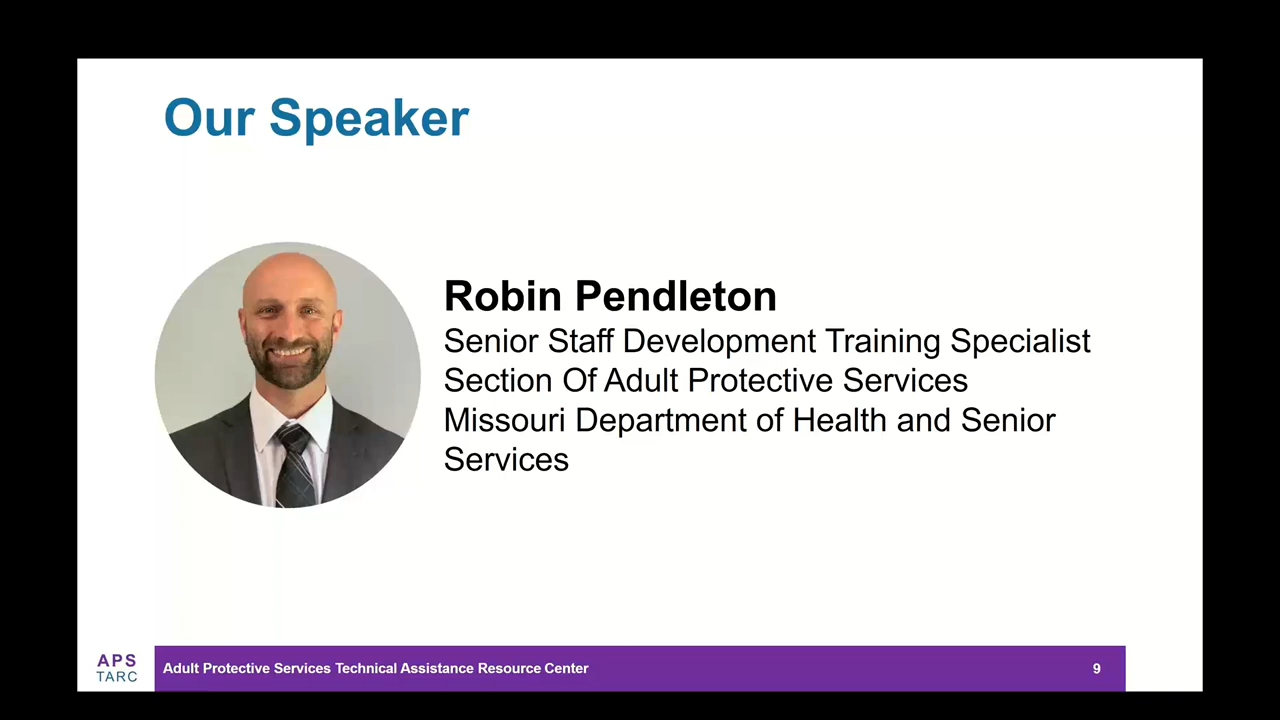 Our Speaker
Robin Pendleton
Senior Staff Development Training Specialist
Section Of Adult Protective Services
Missouri Department of Health and Senior
Services
APS
TARC
Adult Protective Services Technical Assistance Resource Center
9